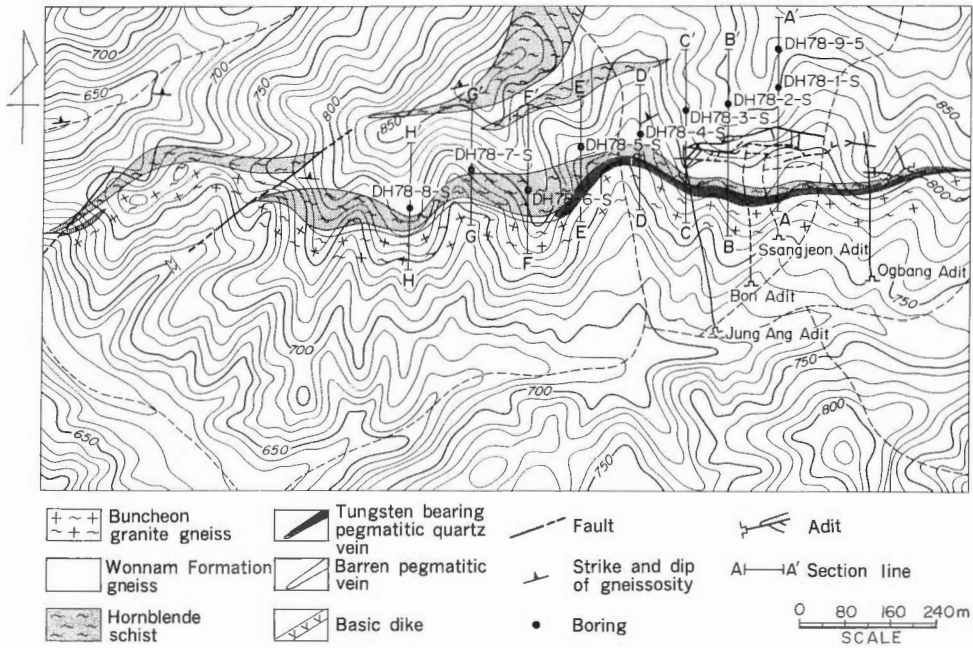 700
650
700
750
800
850
850
A'
B'
C'
D
E'
F'
G'
H'
DH78-9-5
DH78-1-S
DH78-2-S
DH78-3-S
DH78-4-S
DH78-5-S
DH78-7-S
DH78-8-S
6-S
800
A
B
C
D
E
F
G
H
Ssangjeon Adit
Ogbang Adit
Bon Adit
Jung Ang Adit
750
700
700
750
650
650
750
800
Buncheon granite gneiss
Wonnam Formation gneiss
Hornblende schist
Tungsten bearing pegmatitic quartz vein
Barren pegmatitic vein
Basic dike
Fault
Strike and dip of gneissosity
Boring
Adit
A A' Section line
0 80 160 240m
SCALE